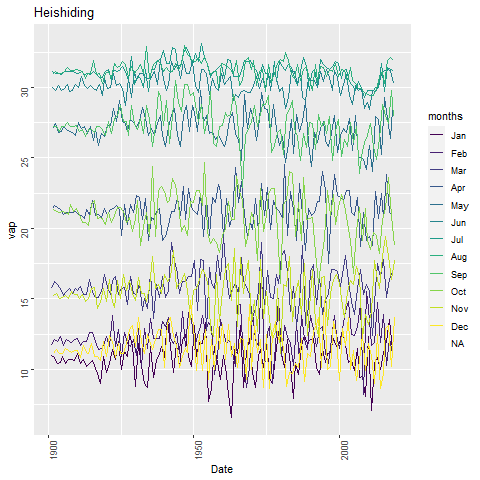 Heishiding
vap
30
25
20
15
10
1900
1950
2000
Date
months
Jan
Feb
Mar
Apr
May
Jun
Jul
Aug
Sep
Oct
Nov
Dec
NA